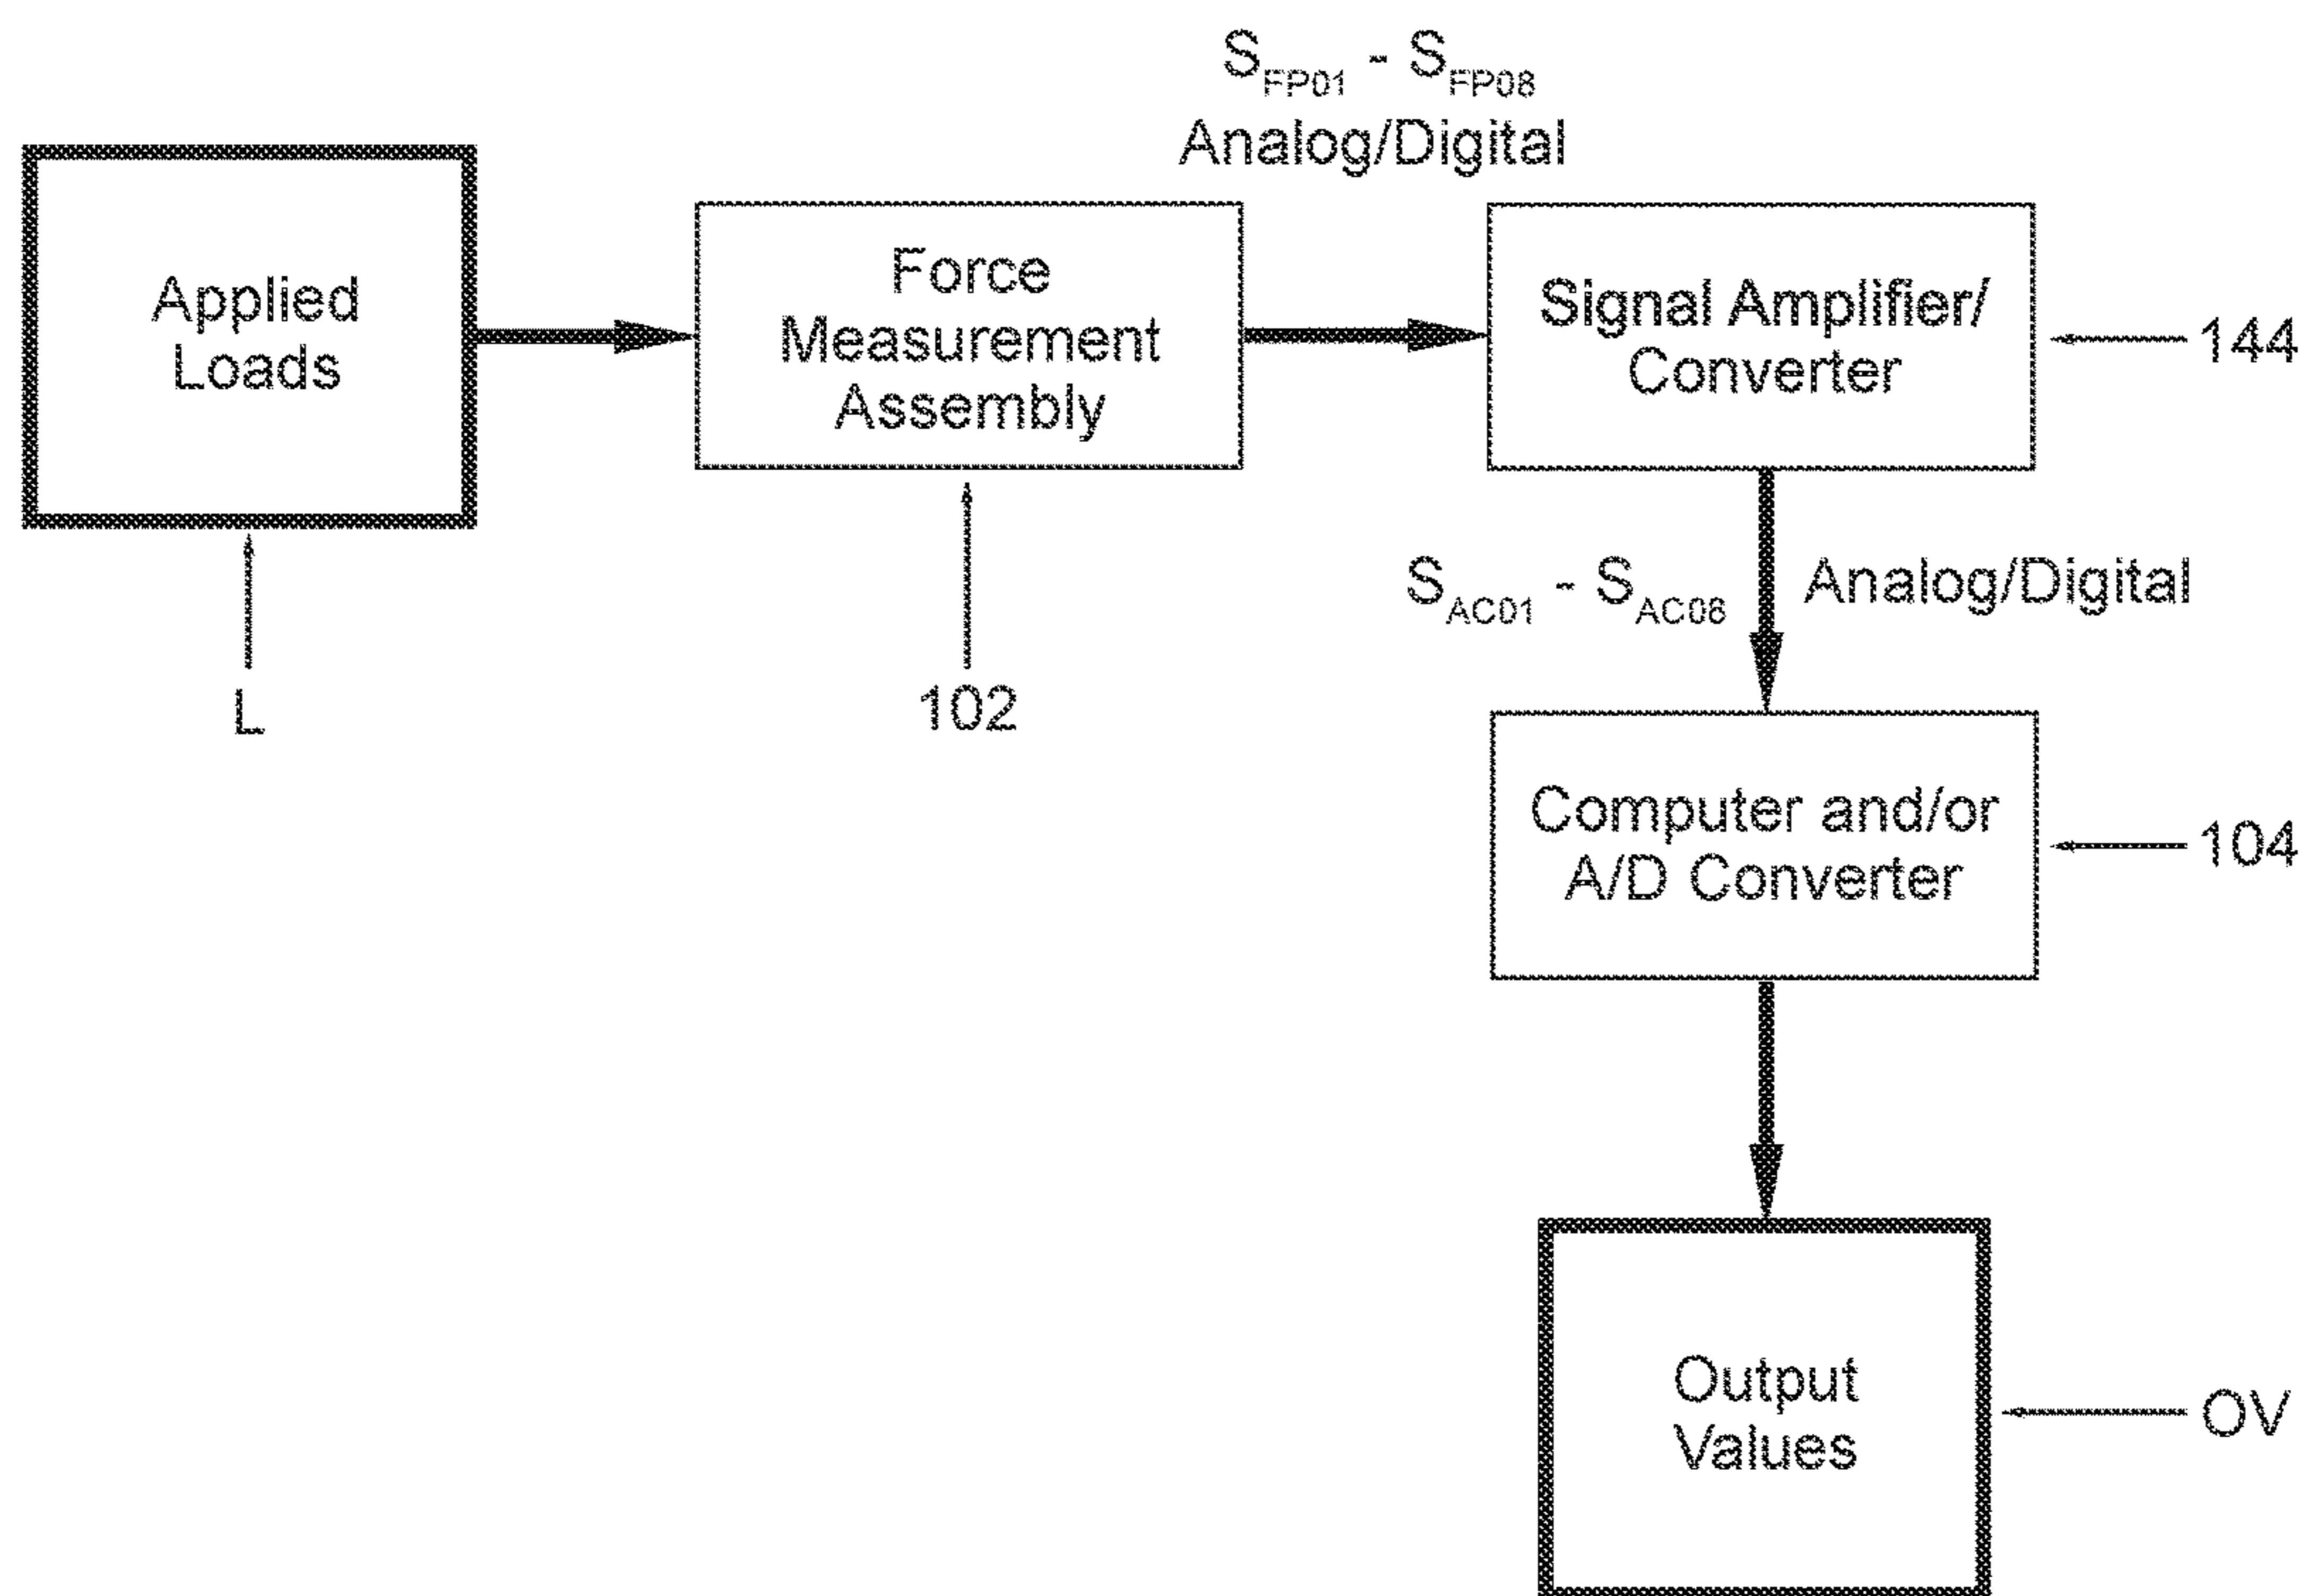 S_FP01 - S_FP08
Analog/Digital
Applied
Loads
Force
Measurement
Assembly
Signal Amplifier/
Converter
144
S_AC01 - S_AC08
Analog/Digital
L
102
Computer and/or
A/D Converter
104
Output
Values
OV